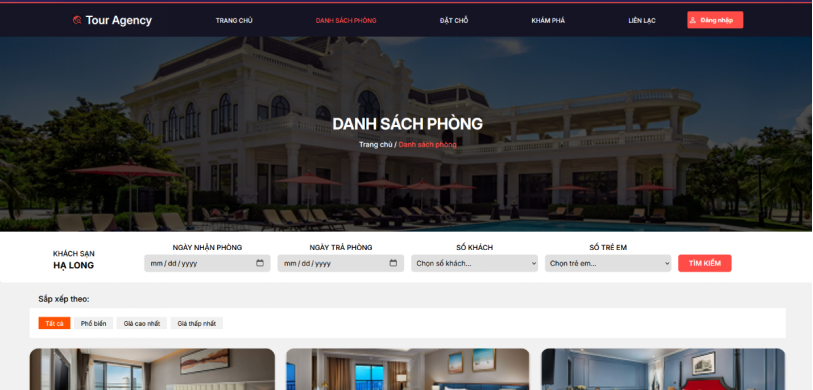 Tour Agency
TRANG CHỦ
DANH SÁCH PHÒNG
ĐẶT CHỖ
KHÁM PHÁ
LIÊN LẠC
Đăng nhập
DANH SÁCH PHÒNG
Trang chủ / Danh sách phòng
KHÁCH SẠN
HẠ LONG
NGÀY NHẬN PHÒNG
mm / dd / yyyy
NGÀY TRẢ PHÒNG
mm / dd / yyyy
SỐ KHÁCH
Chọn số khách...
SỐ TRẺ EM
Chọn trẻ em...
TÌM KIẾM
Sắp xếp theo:
Tất cả
Phổ biến
Giá cao nhất
Giá thấp nhất